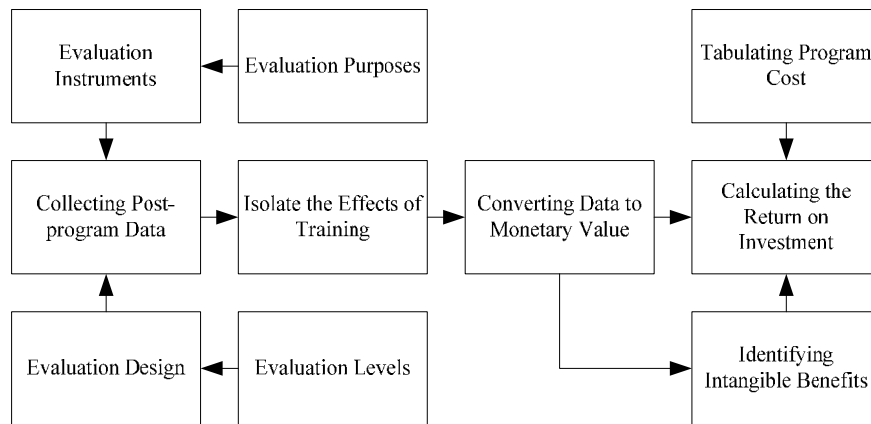 Evaluation
Instruments
Evaluation Purposes
Tabulating Program
Cost
Collecting Post-
program Data
Isolate the Effects of
Training
Converting Data to
Monetary Value
Calculating the
Return on
Investment
Evaluation Design
Evaluation Levels
Identifying
Intangible Benefits